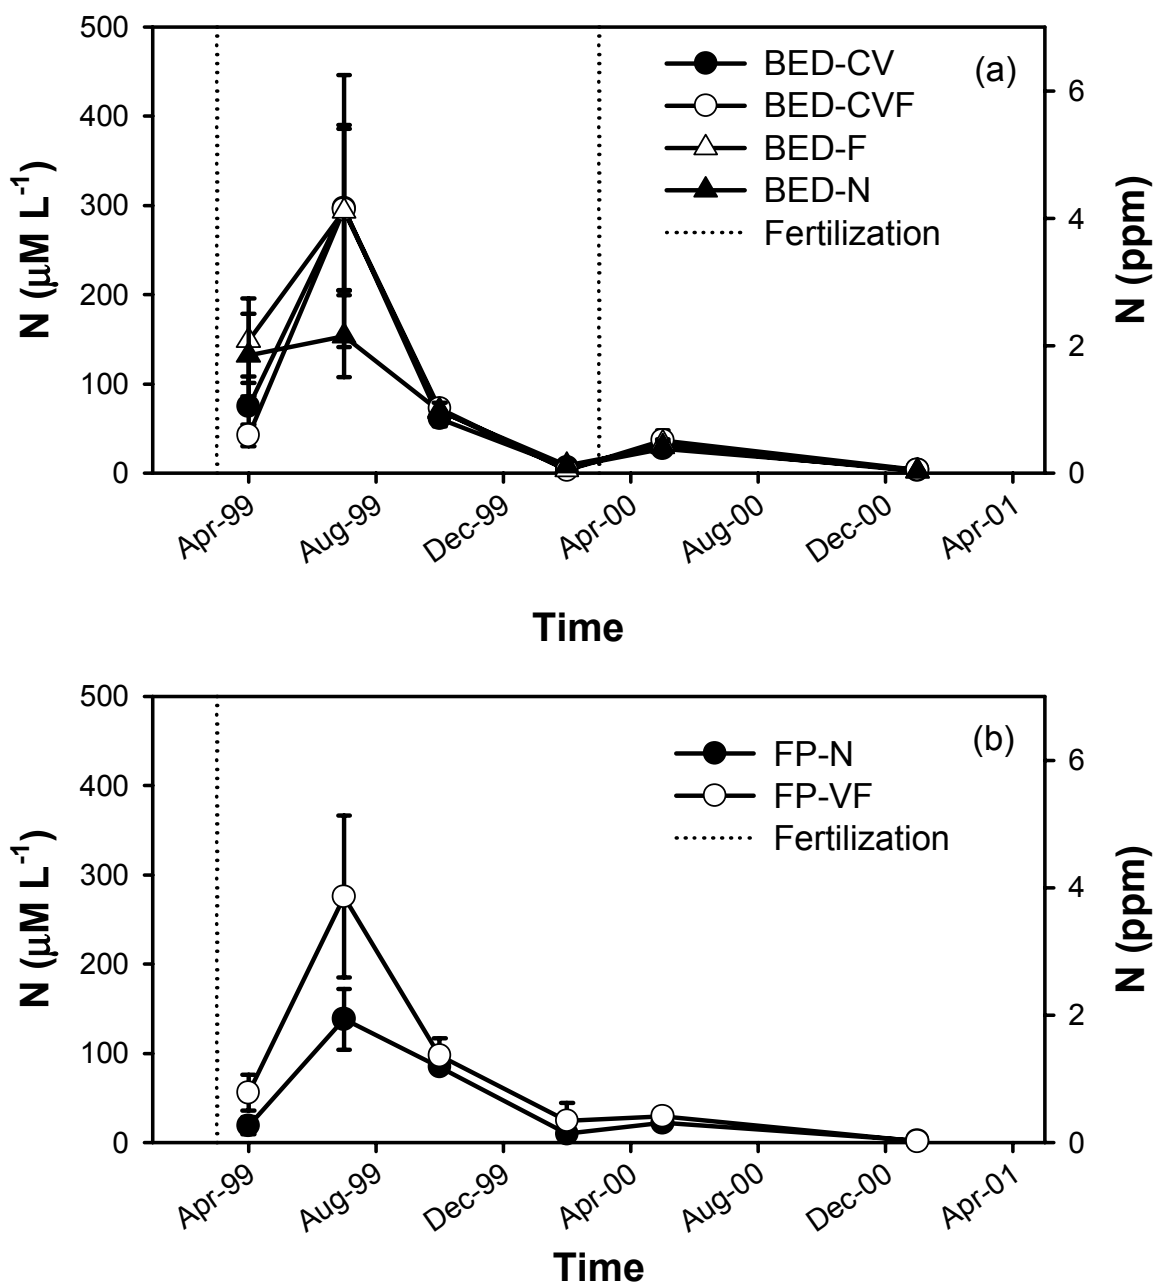 500
400
300
200
100
0
N (μM L-1)
BED-CV
BED-CVF
BED-F
BED-N
Fertilization
(a)
6
4
2
0
N (ppm)
Apr-99
Aug-99
Dec-99
Apr-00
Aug-00
Dec-00
Apr-01
Time
500
400
300
200
100
0
N (μM L-1)
FP-N
FP-VF
Fertilization
(b)
6
4
2
0
N (ppm)
Apr-99
Aug-99
Dec-99
Apr-00
Aug-00
Dec-00
Apr-01
Time